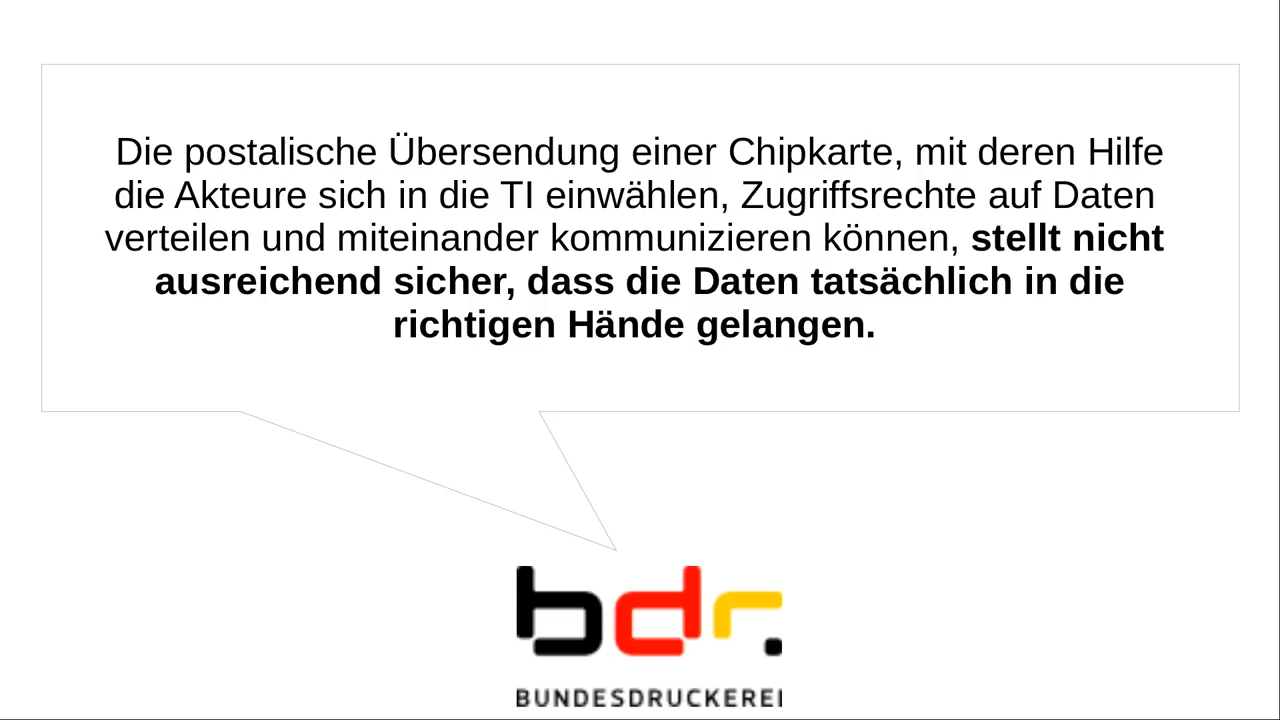 Die postalische Übersendung einer Chipkarte, mit deren Hilfe
die Akteure sich in die TI einwählen, Zugriffsrechte auf Daten
verteilen und miteinander kommunizieren können, stellt nicht
ausreichend sicher, dass die Daten tatsächlich in die
richtigen Hände gelangen.
bdr.
BUNDESDRUCKEREI